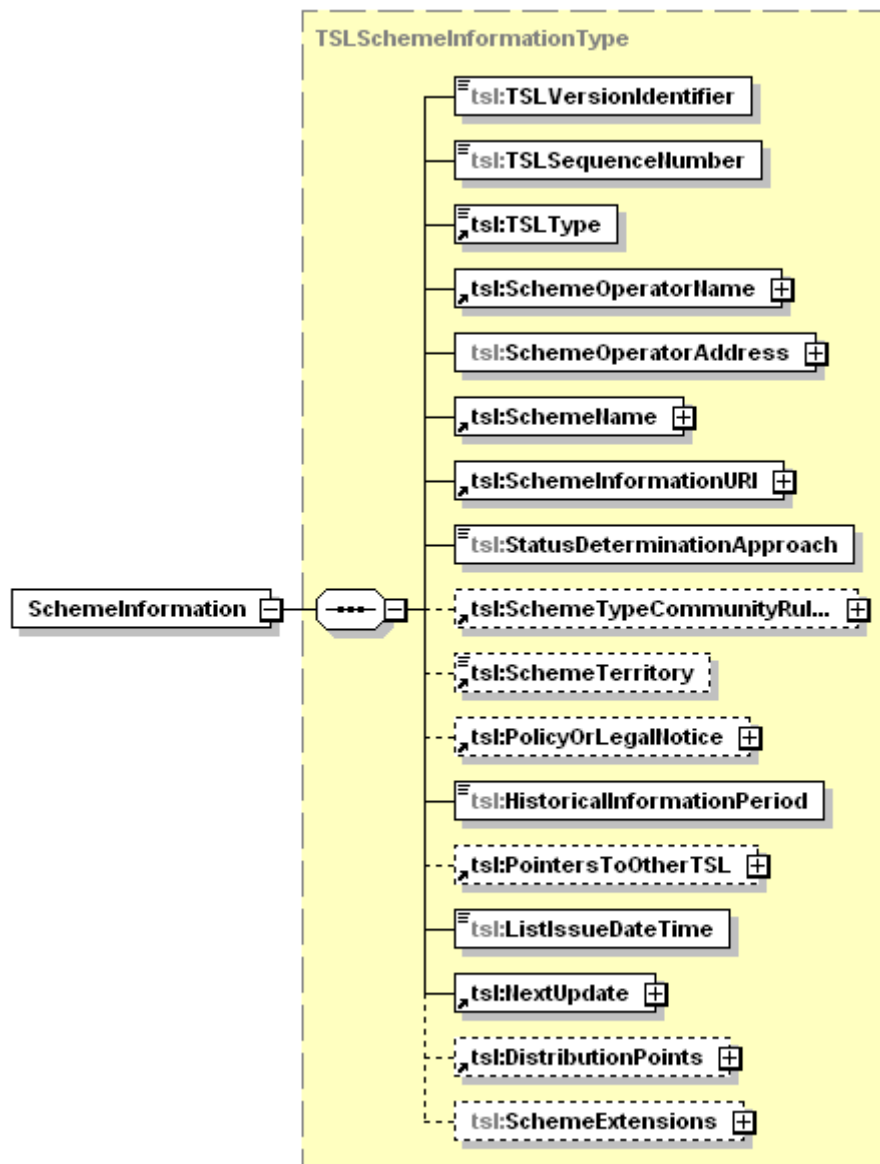 TSLSchemeInformationType
tsl:TSLVersionIdentifier
tsl:TSLSequenceNumber
tsl:TSLType
tsl:SchemeOperatorName
tsl:SchemeOperatorAddress
tsl:SchemeName
tsl:SchemeInformationURI
tsl:StatusDeterminationApproach
SchemeInformation
tsl:SchemeTypeCommunityRul...
tsl:SchemeTerritory
tsl:PolicyOrLegalNotice
tsl:HistoricalInformationPeriod
tsl:PointersToOtherTSL
tsl:ListIssueDateTime
tsl:NextUpdate
tsl:DistributionPoints
tsl:SchemeExtensions